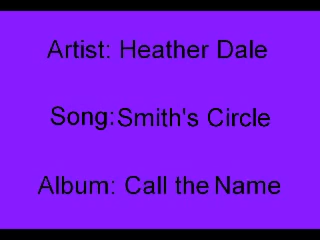 Artist: Heather Dale
Song: Smith's Circle
Album: Call the Name